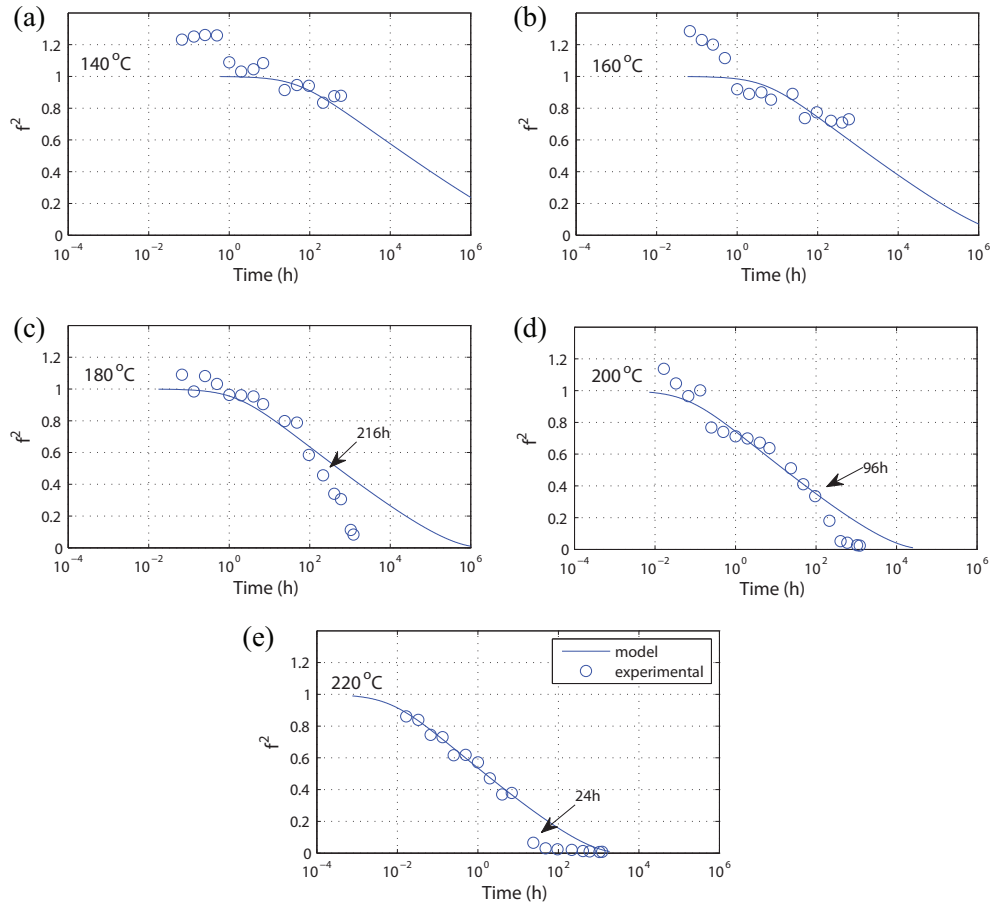 (a)
1.2
1
0.8
0.6
0.4
0.2
0
f²
140 °C
10⁻⁴
10⁻²
10⁰
10²
10⁴
10⁶
Time (h)
(b)
1.2
1
0.8
0.6
0.4
0.2
0
f²
160 °C
10⁻⁴
10⁻²
10⁰
10²
10⁴
10⁶
Time (h)
(c)
1.2
1
0.8
0.6
0.4
0.2
0
f²
180 °C
216h
10⁻⁴
10⁻²
10⁰
10²
10⁴
10⁶
Time (h)
(d)
1.2
1
0.8
0.6
0.4
0.2
0
f²
200 °C
96h
10⁻⁴
10⁻²
10⁰
10²
10⁴
10⁶
Time (h)
(e)
1.2
1
0.8
0.6
0.4
0.2
0
f²
220 °C
model
experimental
24h
10⁻⁴
10⁻²
10⁰
10²
10⁴
10⁶
Time (h)